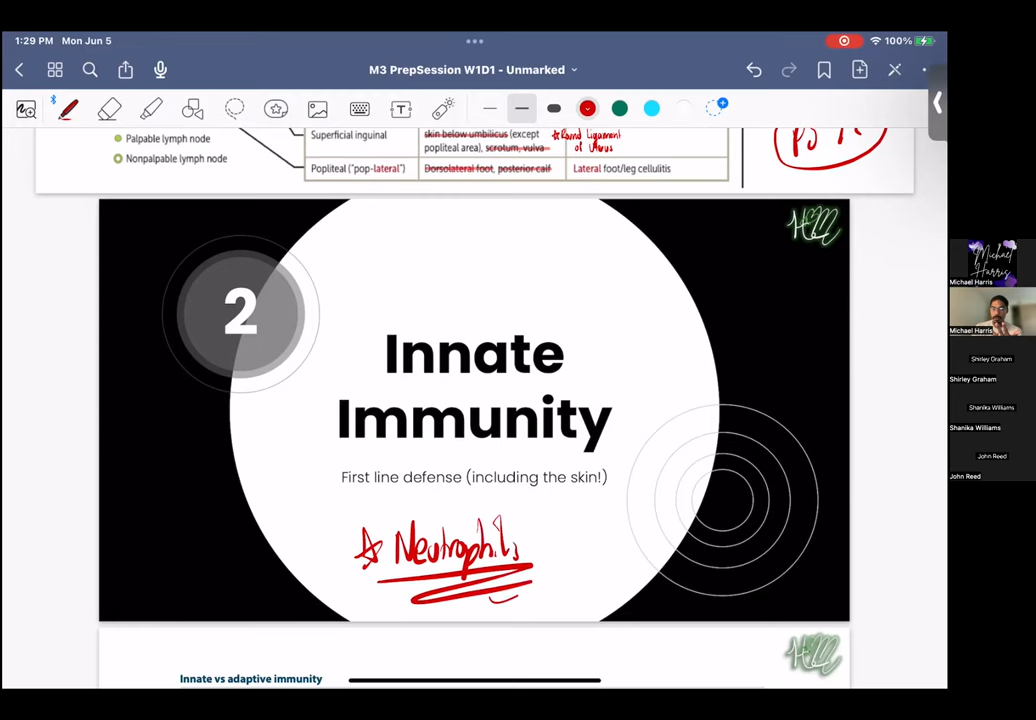 1:29 PM Mon Jun 5
100%
M3 PrepSession W1D1 - Unmarked
Palpable lymph node
Nonpalpable lymph node
Superficial inguinal
skin below umbilicus (except
popliteal area), scrotum, vulva
Round Ligament
of Uterus
Popliteal ("pop-lateral")
Dorsolateral foot, posterior calf
Lateral foot/leg cellulitis
2
Innate
Immunity
First line defense (including the skin!)
Neutrophils
Innate vs adaptive immunity
Michael
Harris
Michael Harris
Michael Harris
Shirley Graham
Shirley Graham
Shanika Williams
Shanika Williams
John Reed
John Reed